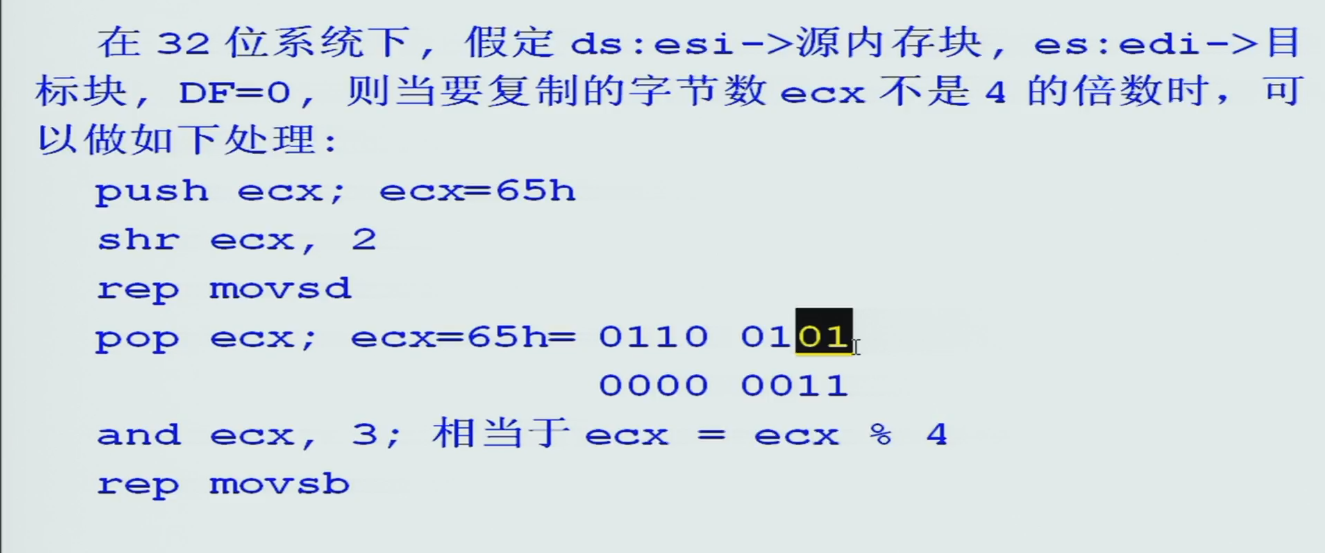 在 32 位系统下, 假定 ds:esi->源内存块, es:edi->目
标块, DF=0, 则当要复制的字节数 ecx 不是 4 的倍数时, 可
以做如下处理:
push ecx; ecx=65h
shr ecx, 2
rep movsd
pop ecx; ecx=65h= 0110 0101
0000 0011
and ecx, 3; 相当于 ecx = ecx % 4
rep movsb